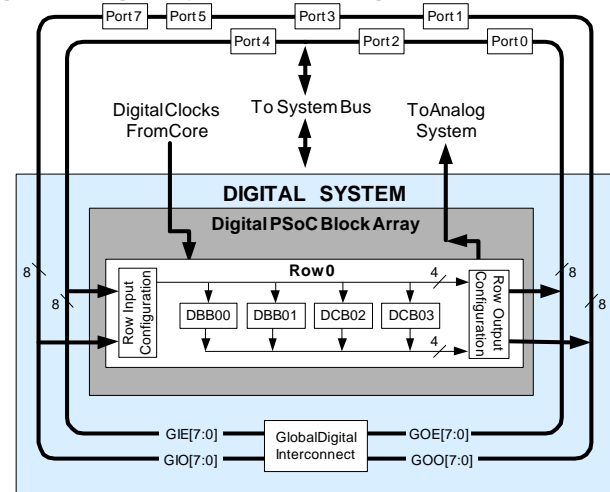 Port 7
Port 5
Port 3
Port 1
Port 4
Port 2
Port 0
Digital Clocks
From Core
To System Bus
To Analog
System
DIGITAL SYSTEM
Digital PSoC Block Array
Row 0
Row Input
Configuration
DBB00
DBB01
DCB02
DCB03
4
4
Row Output
Configuration
8
8
8
8
GIE[7:0]
GIO[7:0]
Global Digital
Interconnect
GOE[7:0]
GOO[7:0]